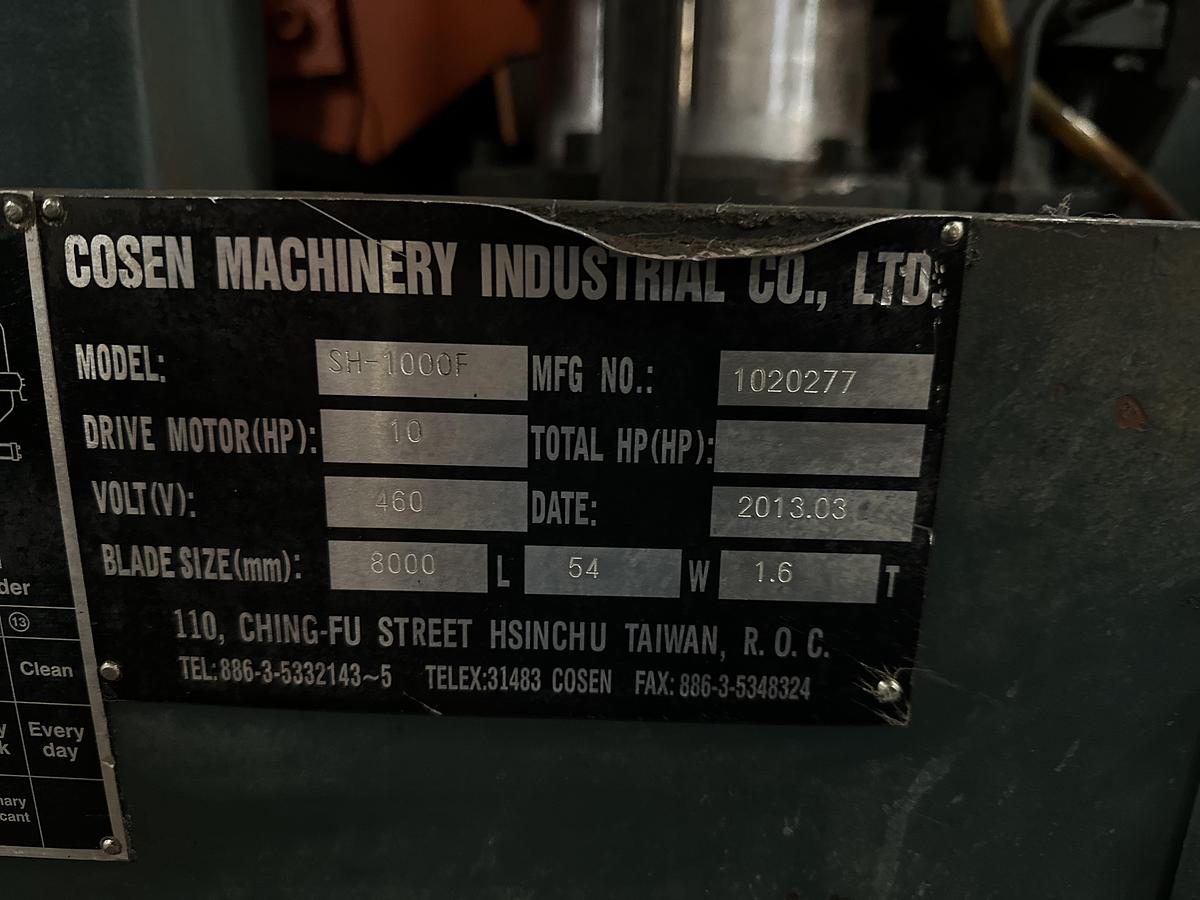 COSEN MACHINERY INDUSTRIAL CO., LTD.
MODEL: SH-1000F MFG NO.: 1020277
DRIVE MOTOR(HP): 10 TOTAL HP(HP):
VOLT(V): 460 DATE: 2013.03
BLADE SIZE(mm): 8000 L 54 W 1.6 T
110, CHING-FU STREET HSINCHU TAIWAN, R.O.C.
TEL:886-3-5332143~5 TELEX:31483 COSEN FAX:886-3-5348324
13
Clean
Every
day